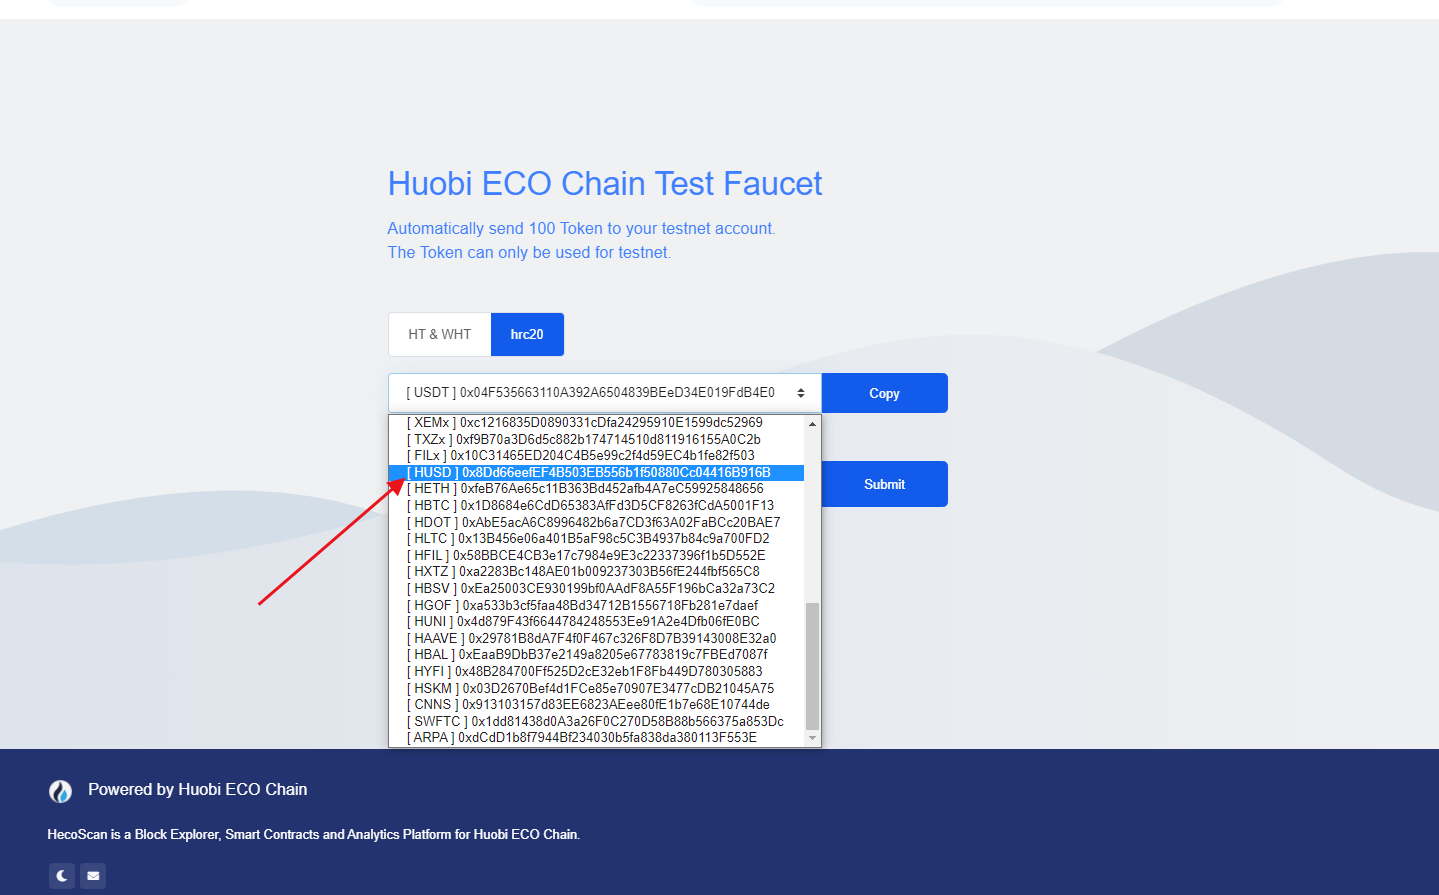 Huobi ECO Chain Test Faucet
Automatically send 100 Token to your testnet account.
The Token can only be used for testnet.
HT & WHT
hrc20
[ USDT ] 0x04F535663110A392A6504839BEeD34E019FdB4E0
Copy
[ XEMx ] 0xc1216835D0890331cDfa24295910E1599dc52969
[ TXZx ] 0xf9B70a3D6d5c882b174714510d811916155A0C2b
[ FILx ] 0x10C31465ED204C4B5e99c2f4d59EC4b1fe82f503
[ HUSD ] 0x8Dd66eefEF4B503EB556b1f50880Cc04416B916B
[ HETH ] 0xfeB76Ae65c11B363Bd452afb4A7eC59925848656
Submit
[ HBTC ] 0x1D8684e6CdD65383AfFd3D5CF8263fCdA5001F13
[ HDOT ] 0xAbE5acA6C8996482b6a7CD3f63A02FaBCc20BAE7
[ HLTC ] 0x13B456e06a401B5aF98c5C3B4937b84c9a700FD2
[ HFIL ] 0x58BBCE4CB3e17c7984e9E3c22337396f1b5D552E
[ HXTZ ] 0xa2283Bc148AE01b009237303B56fE244fbf565C8
[ HBSV ] 0xEa25003CE930199bf0AAdF8A55F196bCa32a73C2
[ HGOF ] 0xa533b3cf5faa48Bd34712B1556718Fb281e7daef
[ HUNI ] 0x4d879F43f6644784248553Ee91A2e4Dfb06fE0BC
[ HAAVE ] 0x29781B8dA7F4f0F467c326F8D7B39143008E32a0
[ HBAL ] 0xEaaB9DbB37e2149a8205e67783819c7FBEd7087f
[ HYFI ] 0x48B284700Ff525D2cE32eb1F8Fb449D780305883
[ HSKM ] 0x03D2670Bef4d1FCe85e70907E3477cDB21045A75
[ CNNS ] 0x913103157d83EE6823AEee80fE1b7e68E10744de
[ SWFTC ] 0x1dd81438d0A3a26F0C270D58B88b566375a853Dc
[ ARPA ] 0xdCdD1b8f7944Bf234030b5fa838da380113F553E
Powered by Huobi ECO Chain
HecoScan is a Block Explorer, Smart Contracts and Analytics Platform for Huobi ECO Chain.